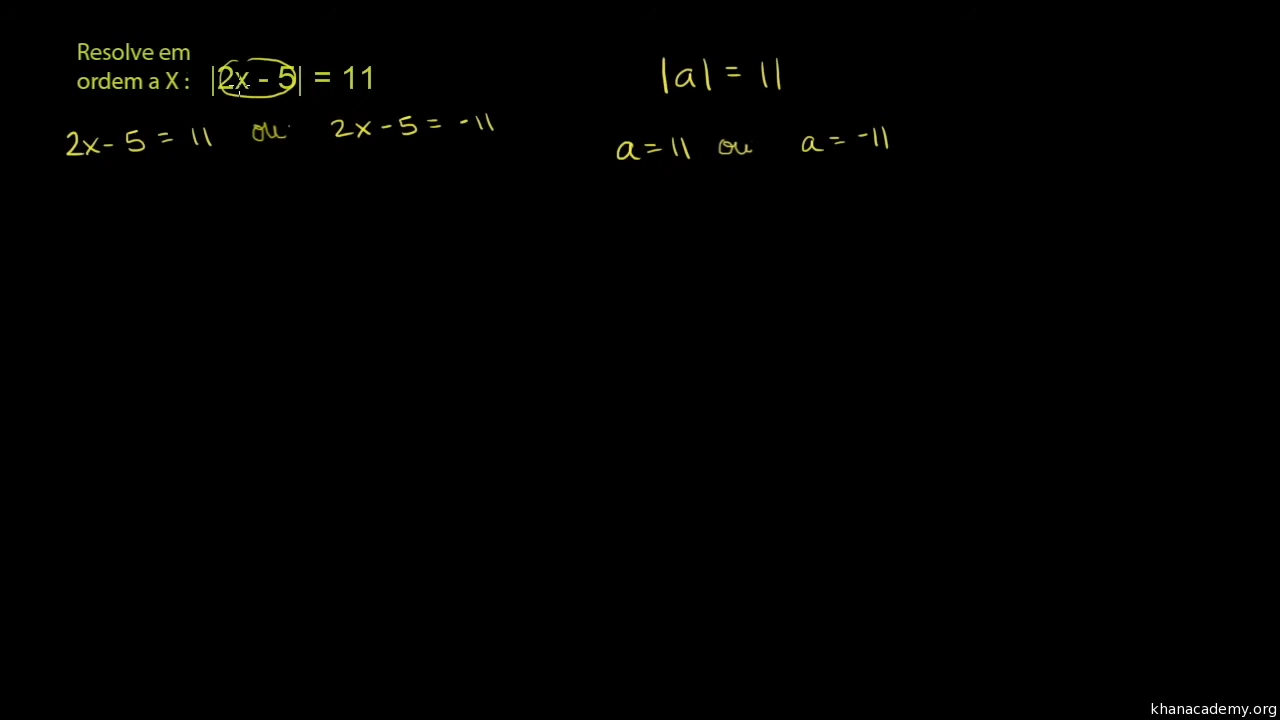 Resolve em
ordem a X : |2x - 5| = 11
2x - 5 = 11 ou 2x - 5 = -11
|a| = 11
a = 11 ou a = -11
khanacademy.org